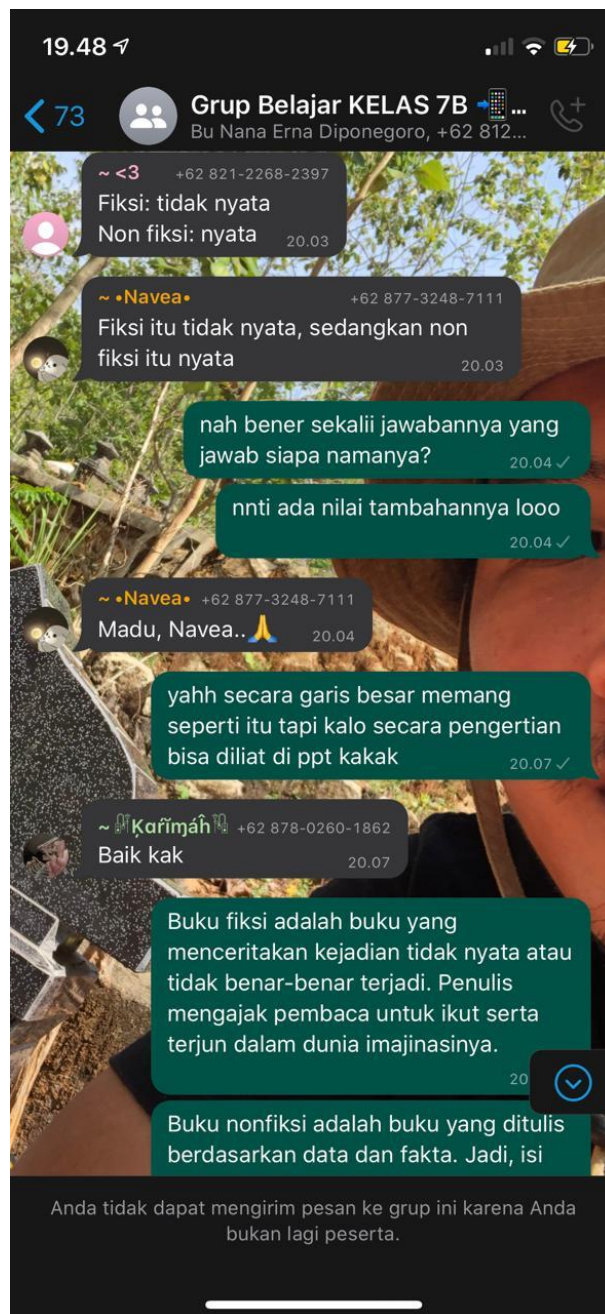 19.48
73
Grup Belajar KELAS 7B 📲...
Bu Nana Erna Diponegoro, +62 812...
~ <3 +62 821-2268-2397
Fiksi: tidak nyata
Non fiksi: nyata 20.03
~ •Navea• +62 877-3248-7111
Fiksi itu tidak nyata, sedangkan non
fiksi itu nyata 20.03
nah bener sekalii jawabannya yang
jawab siapa namanya? 20.04
nnti ada nilai tambahannya looo
20.04
~ •Navea• +62 877-3248-7111
Madu, Navea..🙏 20.04
yahh secara garis besar memang
seperti itu tapi kalo secara pengertian
bisa diliat di ppt kakak 20.07
+62 878-0260-1862
Baik kak 20.07
Buku fiksi adalah buku yang
menceritakan kejadian tidak nyata atau
tidak benar-benar terjadi. Penulis
mengajak pembaca untuk ikut serta
terjun dalam dunia imajinasinya.
20
Buku nonfiksi adalah buku yang ditulis
berdasarkan data dan fakta. Jadi, isi
Anda tidak dapat mengirim pesan ke grup ini karena Anda
bukan lagi peserta.